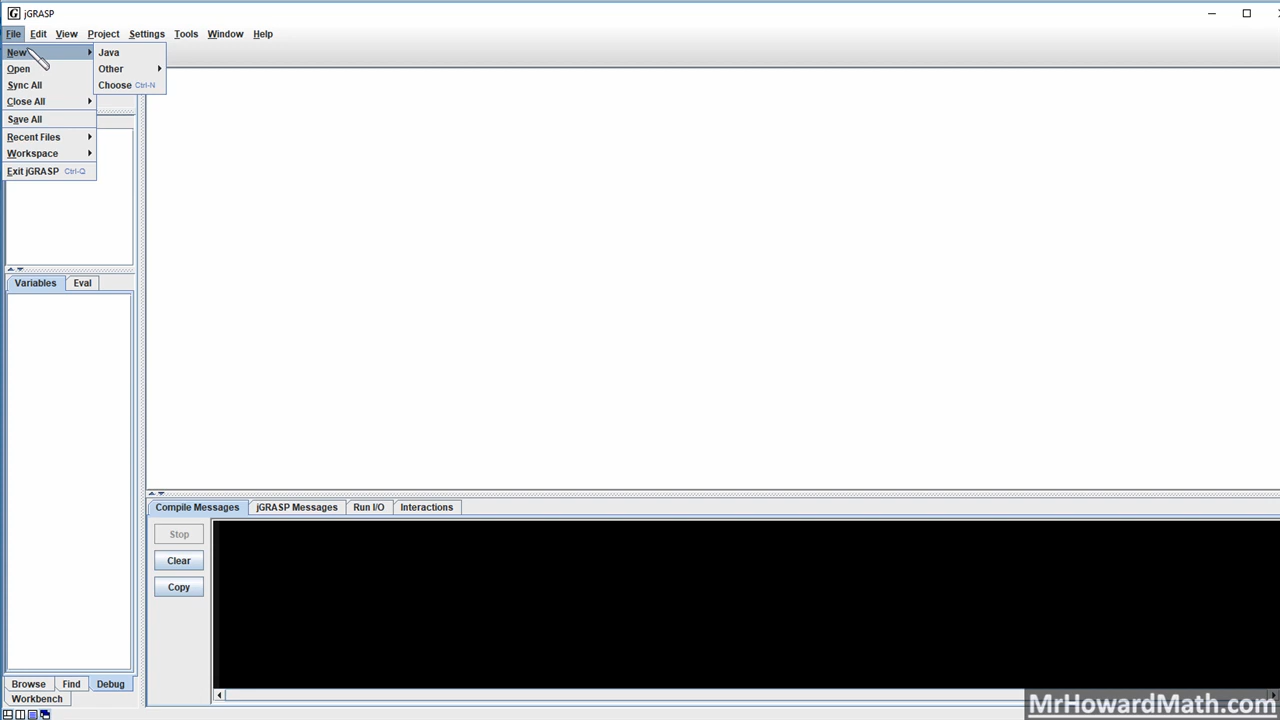 jGRASP
File Edit View Project Settings Tools Window Help
New Java
Open Other
Sync All Choose Ctrl-N
Close All
Save All
Recent Files
Workspace
Exit jGRASP Ctrl-Q
Variables Eval
Compile Messages jGRASP Messages Run I/O Interactions
Stop
Clear
Copy
Browse Find Debug
Workbench
MrHowardMath.com